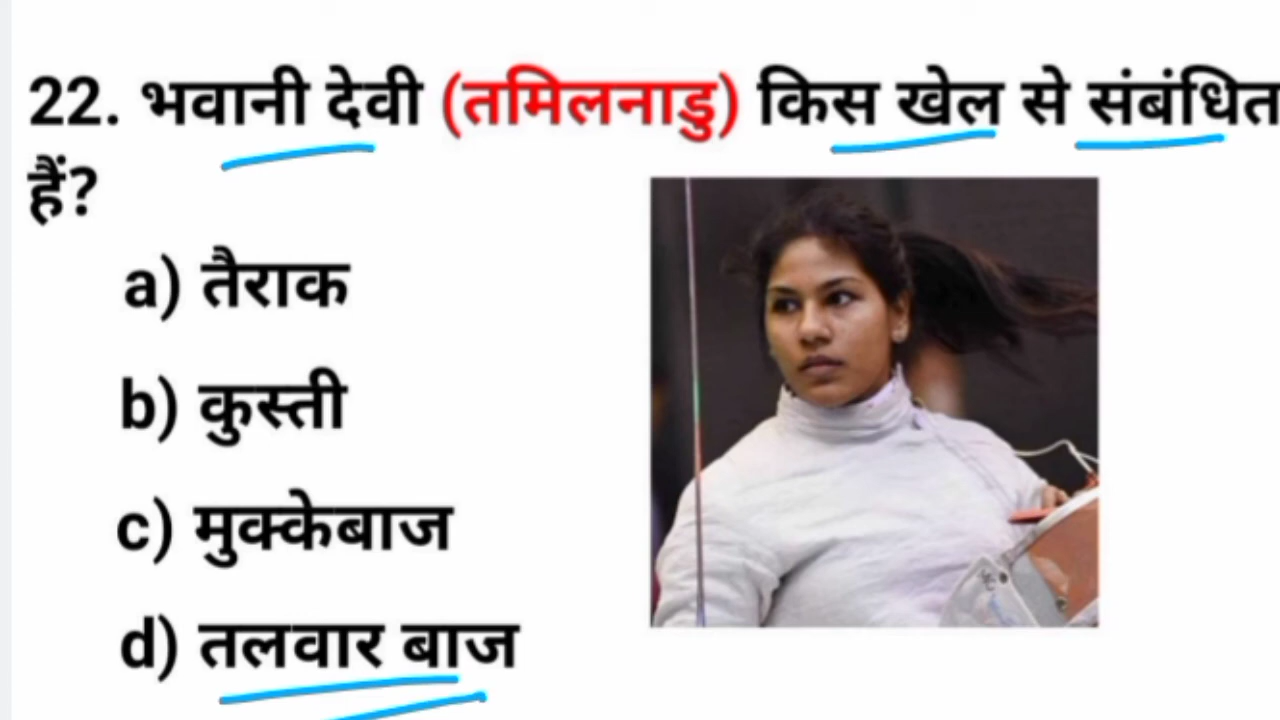 22. भवानी देवी (तमिलनाडु) किस खेल से संबंधित
हैं?
a) तैराक
b) कुस्ती
c) मुक्केबाज
d) तलवार बाज